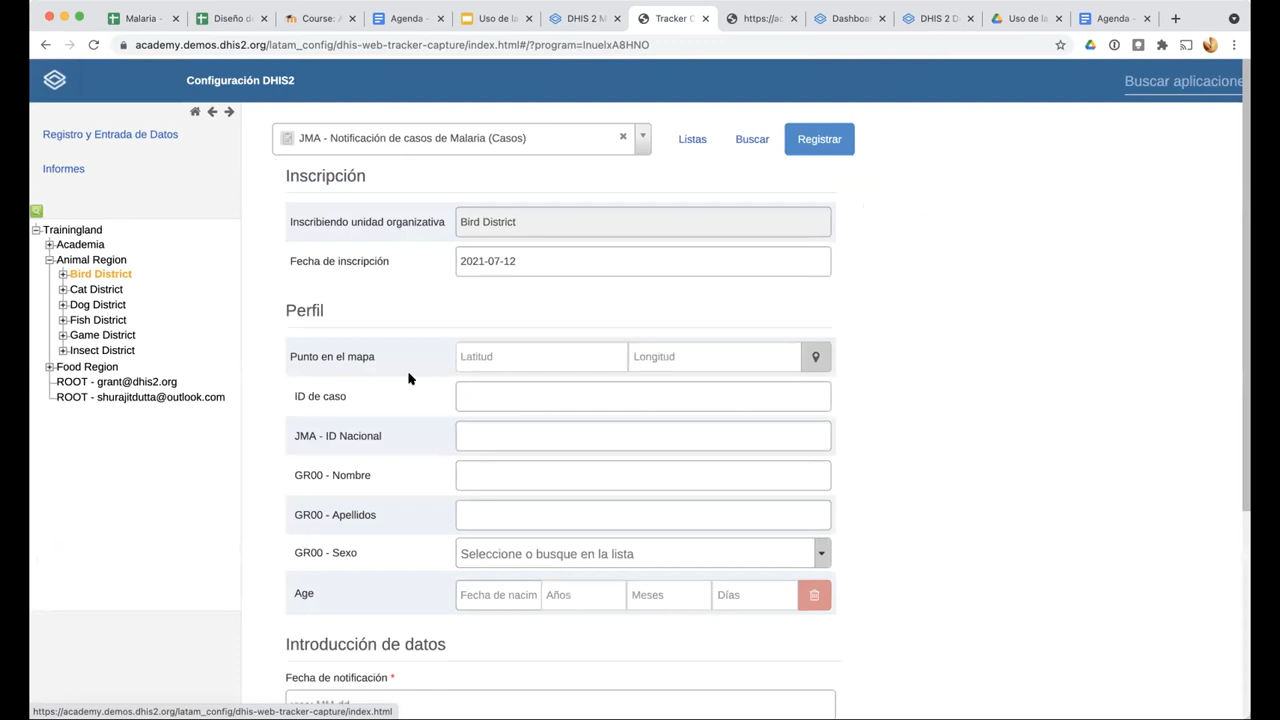 Malaria -
Diseño de
Course: A
Agenda -
Uso de la
DHIS 2 M
Tracker C
https://ac
Dashboa
DHIS 2 D
Uso de la
Agenda -
academy.demos.dhis2.org/latam_config/dhis-web-tracker-capture/index.html#/?program=InuelxA8HNO
Configuración DHIS2
Buscar aplicacione
Registro y Entrada de Datos
Informes
Trainingland
Academia
Animal Region
Bird District
Cat District
Dog District
Fish District
Game District
Insect District
Food Region
ROOT - grant@dhis2.org
ROOT - shurajitdutta@outlook.com
JMA - Notificación de casos de Malaria (Casos)
Listas
Buscar
Registrar
Inscripción
Inscribiendo unidad organizativa
Bird District
Fecha de inscripción
2021-07-12
Perfil
Punto en el mapa
Latitud
Longitud
ID de caso
JMA - ID Nacional
GR00 - Nombre
GR00 - Apellidos
GR00 - Sexo
Seleccione o busque en la lista
Age
Fecha de nacim
Años
Meses
Días
Introducción de datos
Fecha de notificación *
https://academy.demos.dhis2.org/latam_config/dhis-web-tracker-capture/index.html